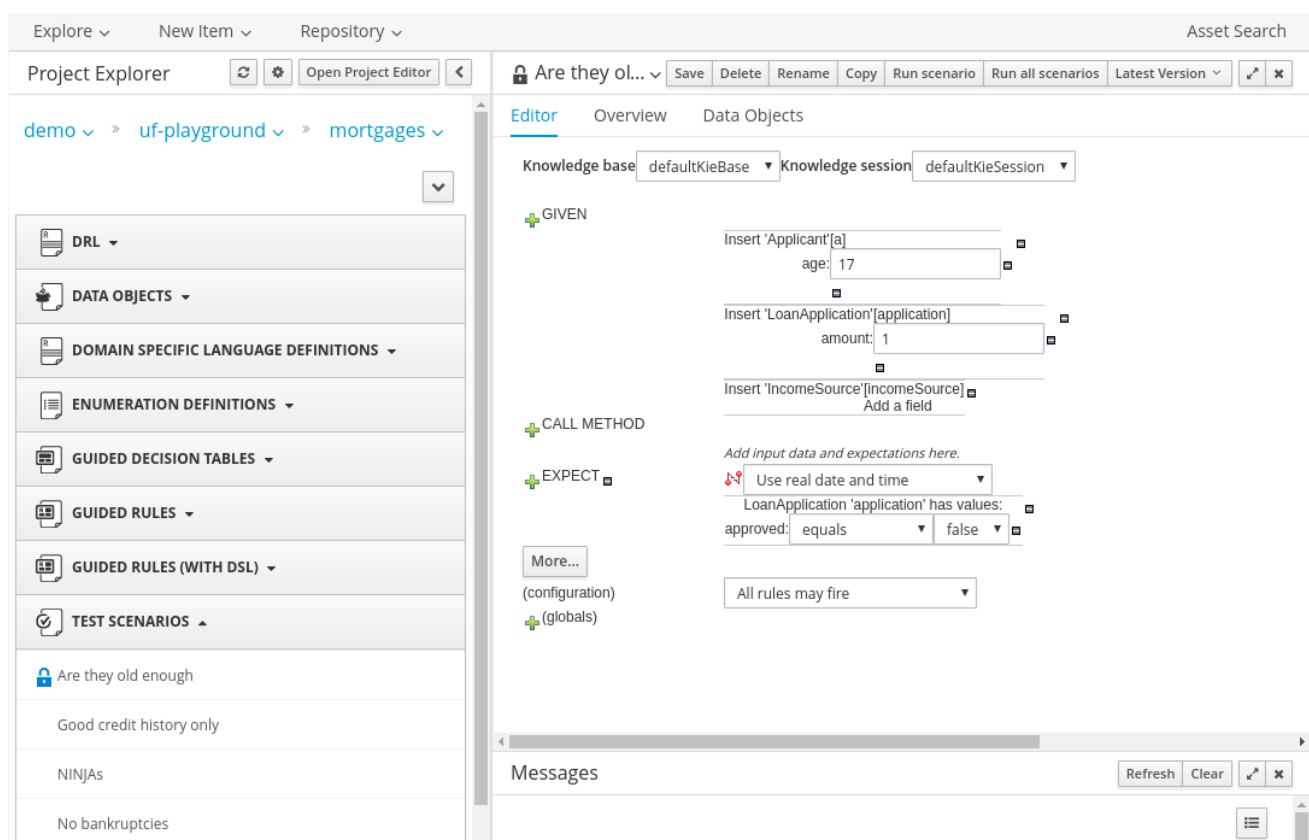 Explore New Item Repository Asset Search
Project Explorer Open Project Editor
demo » uf-playground » mortgages
DRL
DATA OBJECTS
DOMAIN SPECIFIC LANGUAGE DEFINITIONS
ENUMERATION DEFINITIONS
GUIDED DECISION TABLES
GUIDED RULES
GUIDED RULES (WITH DSL)
TEST SCENARIOS
Are they old enough
Good credit history only
NINJAs
No bankruptcies
Are they ol... Save Delete Rename Copy Run scenario Run all scenarios Latest Version
Editor Overview Data Objects
Knowledge base defaultKieBase Knowledge session defaultKieSession
GIVEN
Insert 'Applicant'[a]
age: 17
Insert 'LoanApplication'[application]
amount: 1
Insert 'IncomeSource'[incomeSource]
Add a field
CALL METHOD
Add input data and expectations here.
EXPECT Use real date and time
LoanApplication 'application' has values:
approved: equals false
More...
(configuration) All rules may fire
(globals)
Messages Refresh Clear